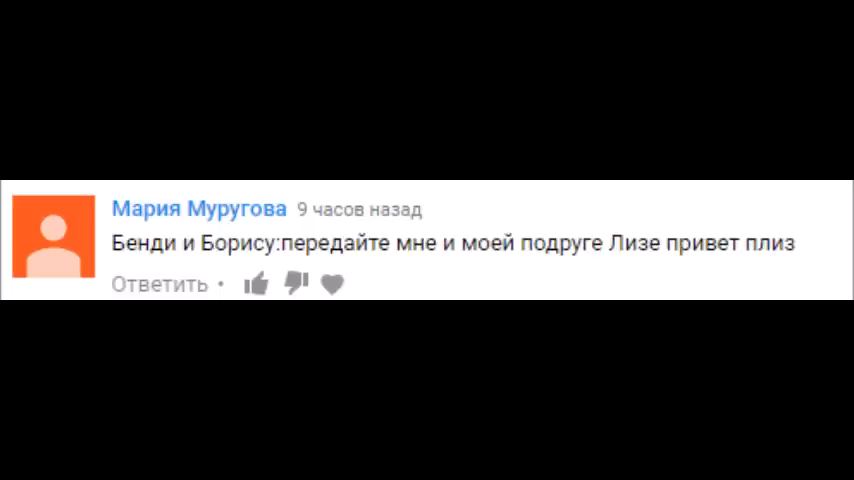 Мария Муругова 9 часов назад
Бенди и Борису:передайте мне и моей подруге Лизе привет плиз
Ответить •